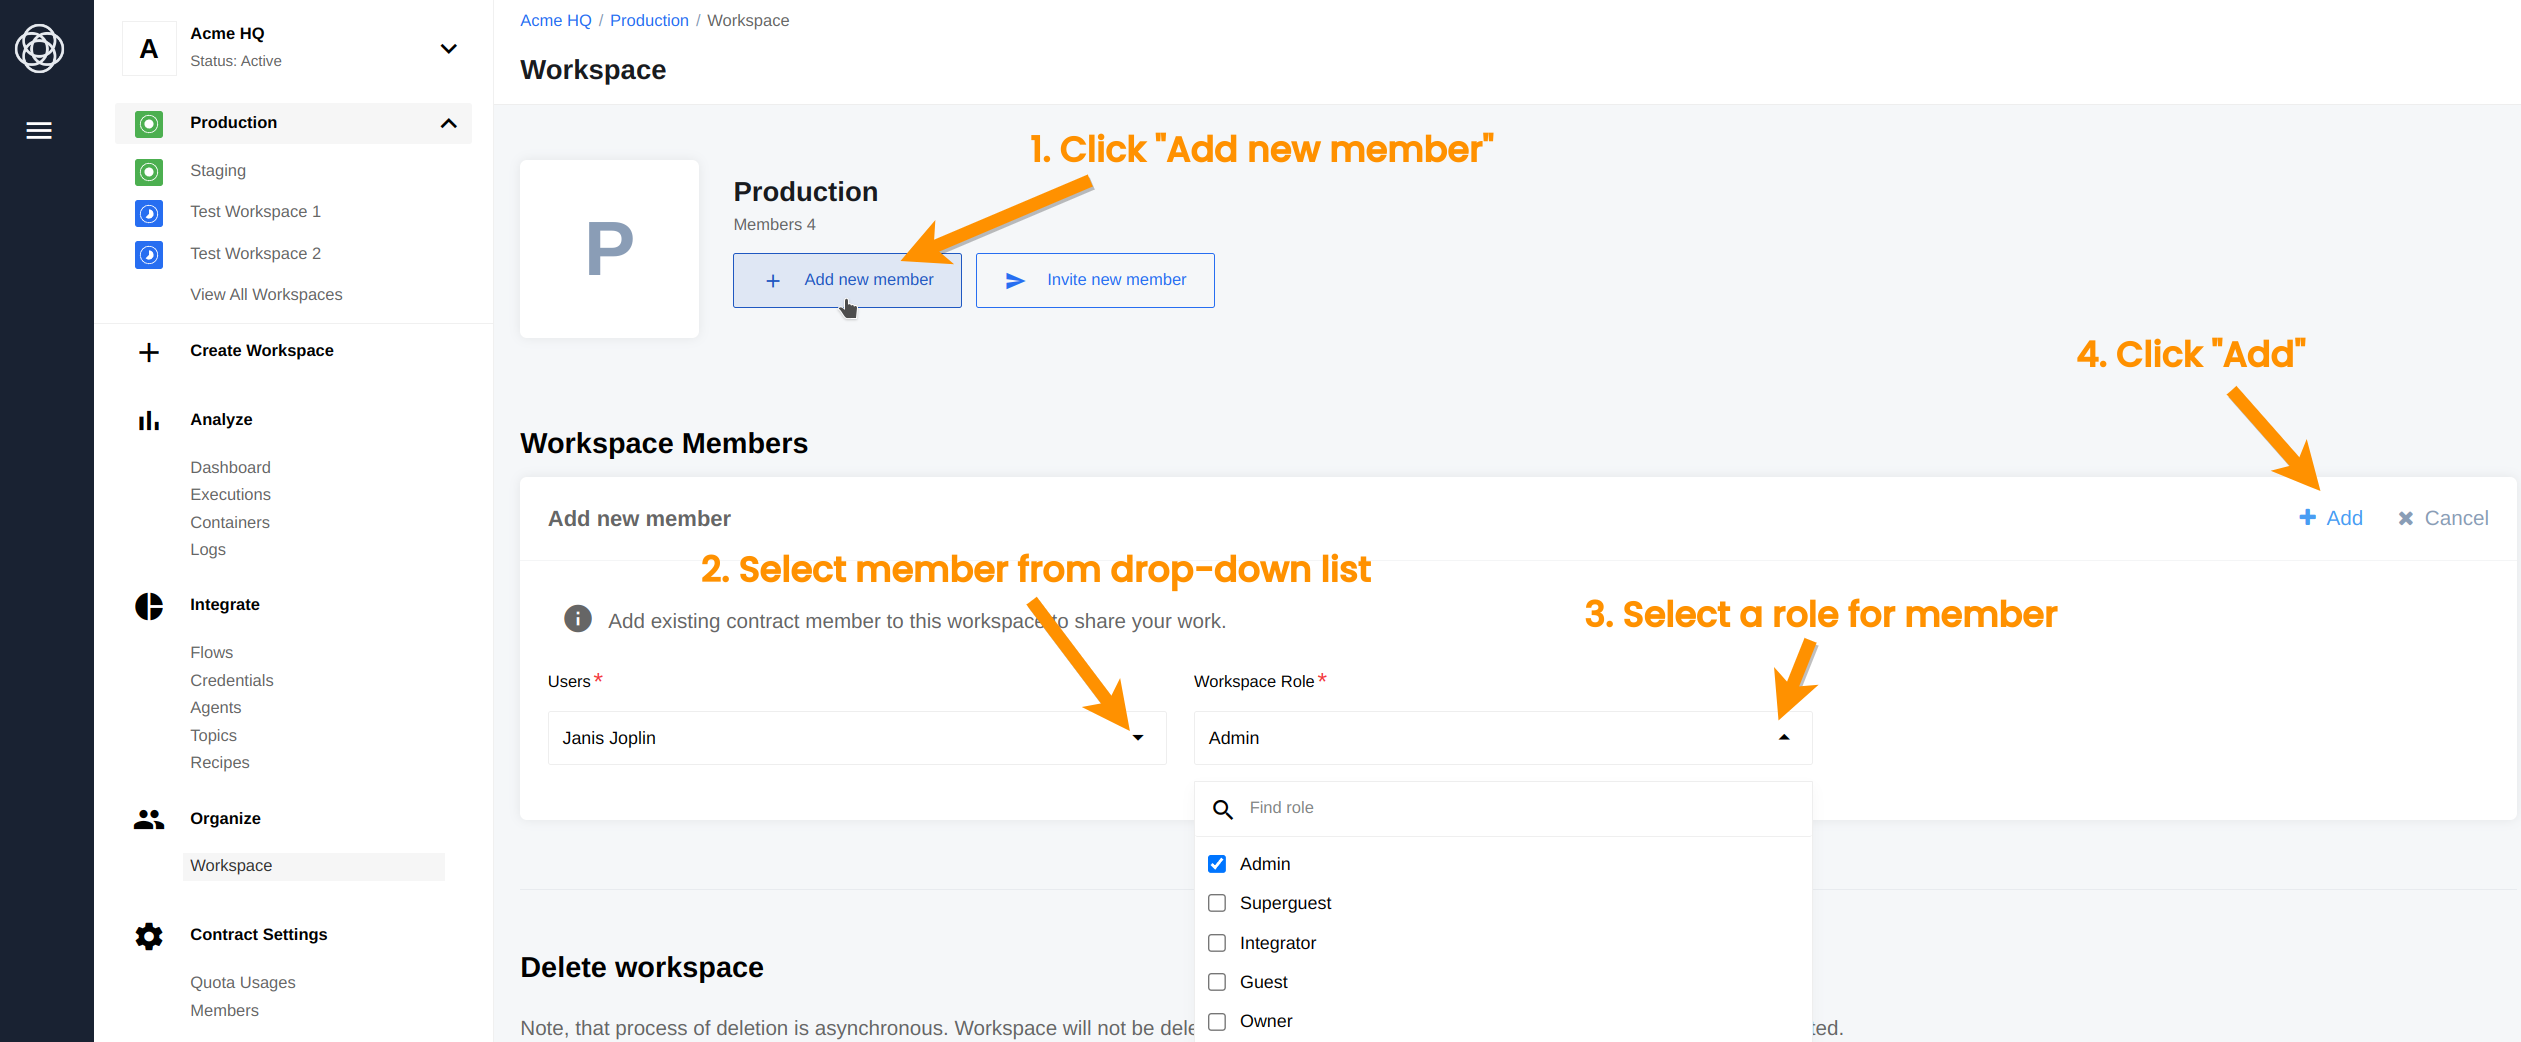 A
Acme HQ
Status: Active
Production
Staging
Test Workspace 1
Test Workspace 2
View All Workspaces
Create Workspace
Analyze
Dashboard
Executions
Containers
Logs
Integrate
Flows
Credentials
Agents
Topics
Recipes
Organize
Workspace
Contract Settings
Quota Usages
Members
Acme HQ / Production / Workspace
Workspace
1. Click "Add new member"
P
Production
Members 4
Add new member
Invite new member
4. Click "Add"
Workspace Members
Add new member
Add
Cancel
2. Select member from drop-down list
Add existing contract member to this workspace to share your work.
3. Select a role for member
Users *
Workspace Role *
Janis Joplin
Admin
Find role
Admin
Superguest
Integrator
Guest
Owner
Delete workspace
Note, that process of deletion is asynchronous. Workspace will not be